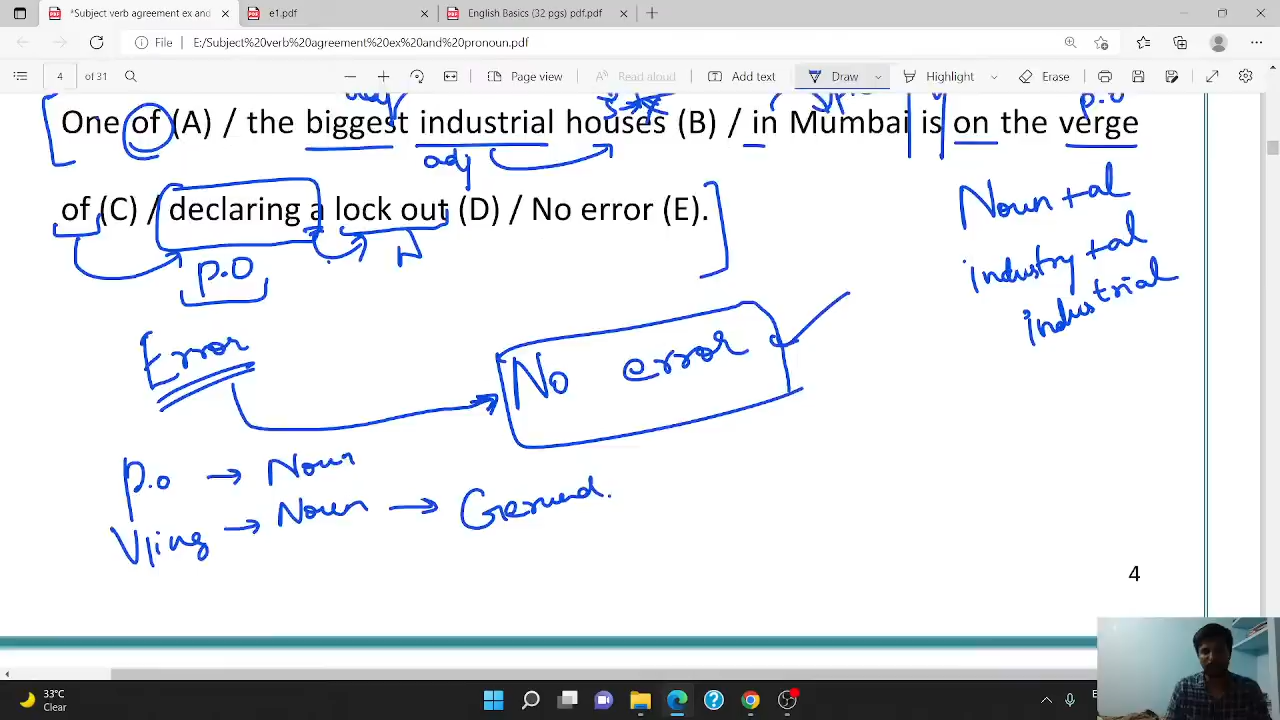 *Subject verb agreement ex and
e1.pdf
English Basics (32 pgs) pdf.pdf
File
E:/Subject%20verb%20agreement%20ex%20and%20pronoun.pdf
4 of 31
Page view
Read aloud
Add text
Draw
Highlight
Erase
adj
p.o
One of (A) / the biggest industrial houses (B) / in Mumbai is on the verge
adj
of (C) / declaring a lock out (D) / No error (E).
Noun + al
p.o
N
industry + al
industrial
Error
No error
p.o → Noun
Ving → Noun → Gerund.
4
33°C
Clear